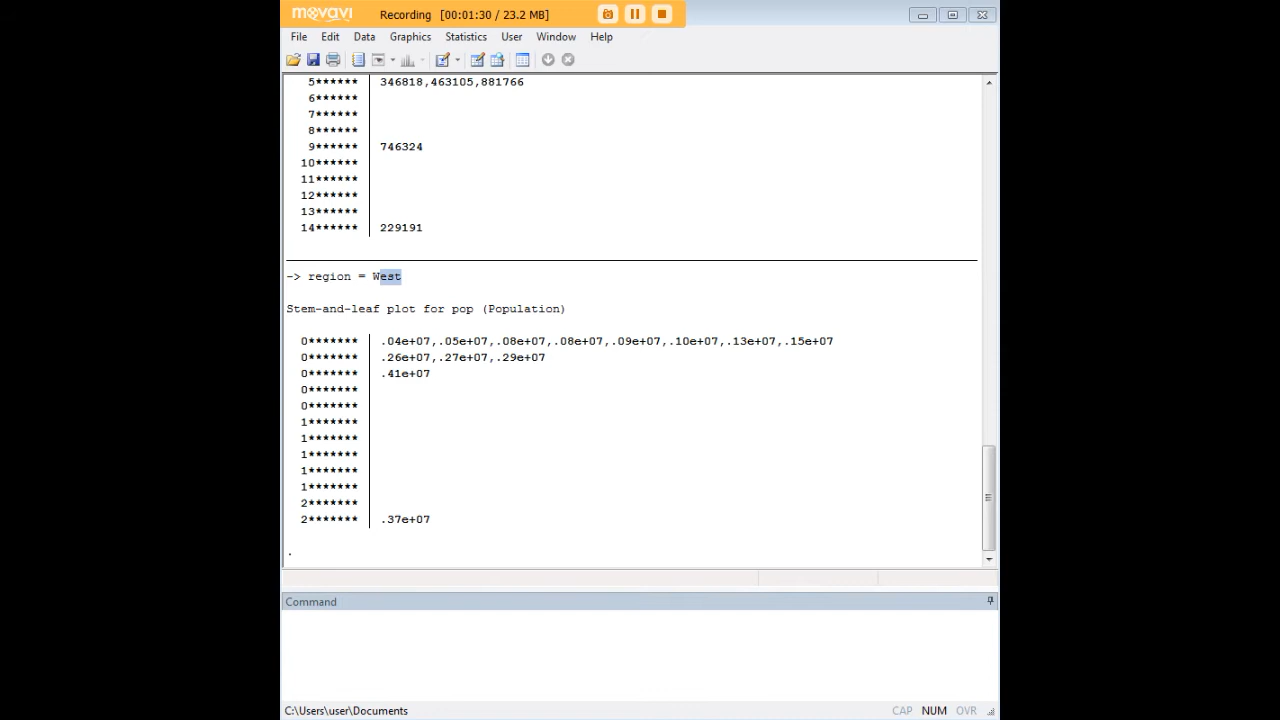 movavi Recording [00:01:30 / 23.2 MB]
File Edit Data Graphics Statistics User Window Help
5****** 346818,463105,881766
6******
7******
8******
9****** 746324
10******
11******
12******
13******
14****** 229191
-> region = West
Stem-and-leaf plot for pop (Population)
0******* .04e+07,.05e+07,.08e+07,.08e+07,.09e+07,.10e+07,.13e+07,.15e+07
0******* .26e+07,.27e+07,.29e+07
0******* .41e+07
0*******
0*******
1*******
1*******
1*******
1*******
1*******
2*******
2******* .37e+07
.
Command
C:\Users\user\Documents CAP NUM OVR